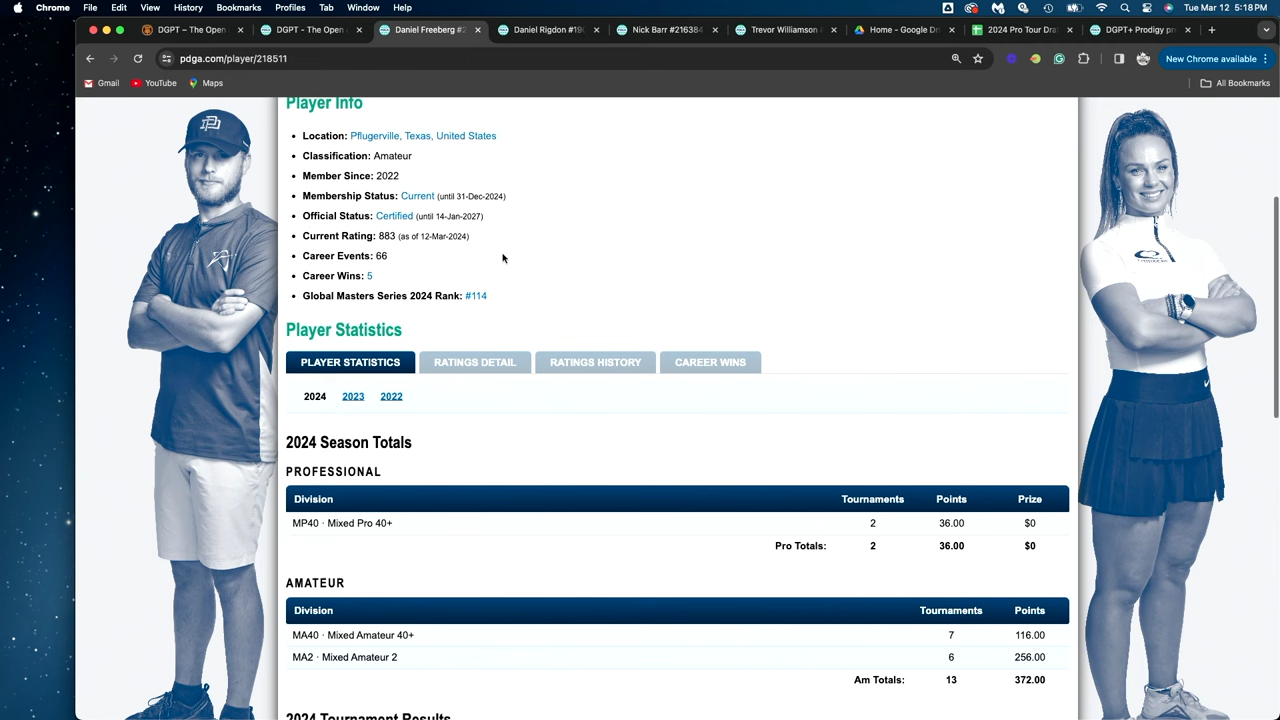 Chrome File Edit View History Bookmarks Profiles Tab Window Help Tue Mar 12 5:18 PM
DGPT – The Open DGPT - The Open Daniel Freeberg #2 Daniel Rigdon #19 Nick Barr #216384 Trevor Williamson Home - Google Dr 2024 Pro Tour Dra DGPT+ Prodigy pr
pdga.com/player/218511 New Chrome available
Gmail YouTube Maps All Bookmarks
Player Info
• Location: Pflugerville, Texas, United States
• Classification: Amateur
• Member Since: 2022
• Membership Status: Current (until 31-Dec-2024)
• Official Status: Certified (until 14-Jan-2027)
• Current Rating: 883 (as of 12-Mar-2024)
• Career Events: 66
• Career Wins: 5
• Global Masters Series 2024 Rank: #114
Player Statistics
PLAYER STATISTICS RATINGS DETAIL RATINGS HISTORY CAREER WINS
2024 2023 2022
2024 Season Totals
PROFESSIONAL
Division Tournaments Points Prize
MP40 · Mixed Pro 40+ 2 36.00 $0
Pro Totals: 2 36.00 $0
AMATEUR
Division Tournaments Points
MA40 · Mixed Amateur 40+ 7 116.00
MA2 · Mixed Amateur 2 6 256.00
Am Totals: 13 372.00
2024 Tournament Results